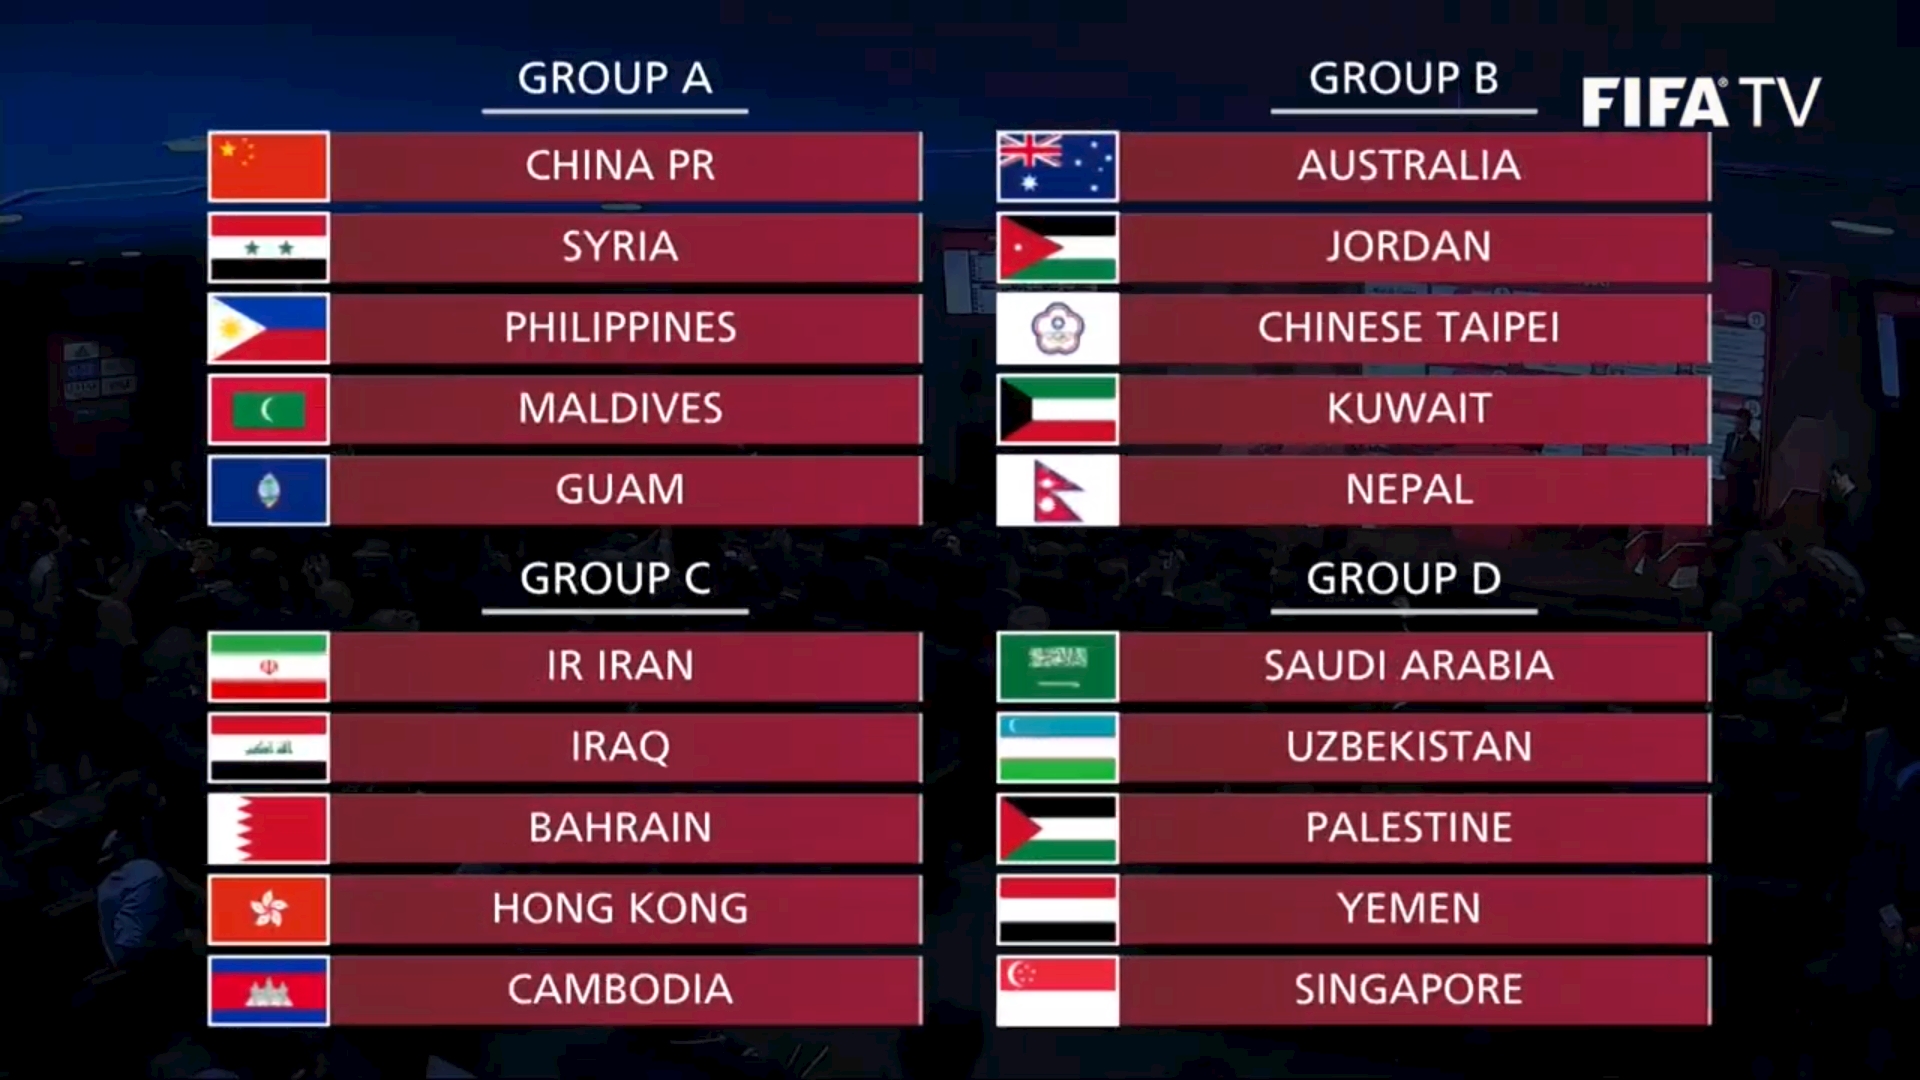 FIFA TV
GROUP A
CHINA PR
SYRIA
PHILIPPINES
MALDIVES
GUAM
GROUP B
AUSTRALIA
JORDAN
CHINESE TAIPEI
KUWAIT
NEPAL
GROUP C
IR IRAN
IRAQ
BAHRAIN
HONG KONG
CAMBODIA
GROUP D
SAUDI ARABIA
UZBEKISTAN
PALESTINE
YEMEN
SINGAPORE